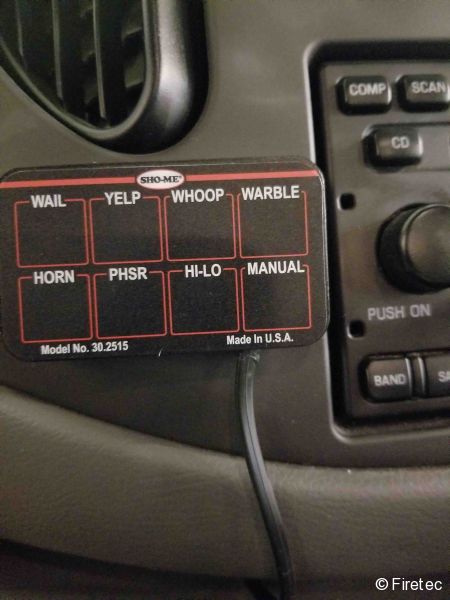 COMP SCAN
CD
SHO-ME®
WAIL YELP WHOOP WARBLE
HORN PHSR HI-LO MANUAL
PUSH ON
Model No. 30.2515 Made In U.S.A.
BAND
© Firetec